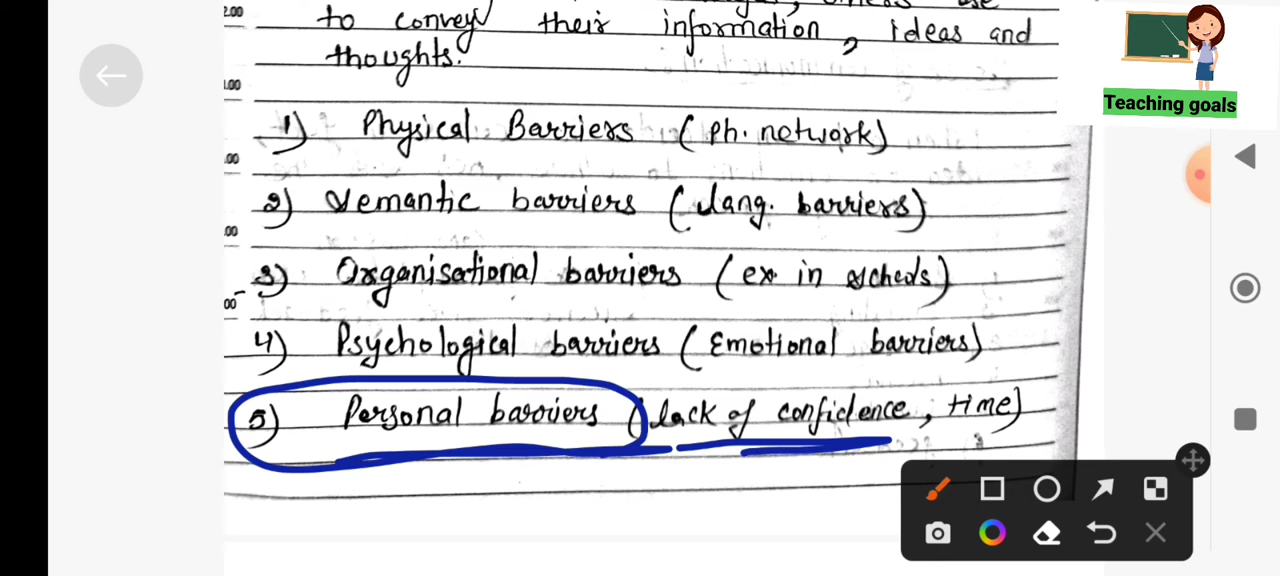 to convey their information, ideas and
thoughts.
1) Physical Barriers (Ph. network)
2) Semantic barriers (lang. barriers)
3) Organisational barriers (ex in scheds)
4) Psychological barriers (Emotional barriers)
5) Personal barriers (lack of confidence, time)
Teaching goals